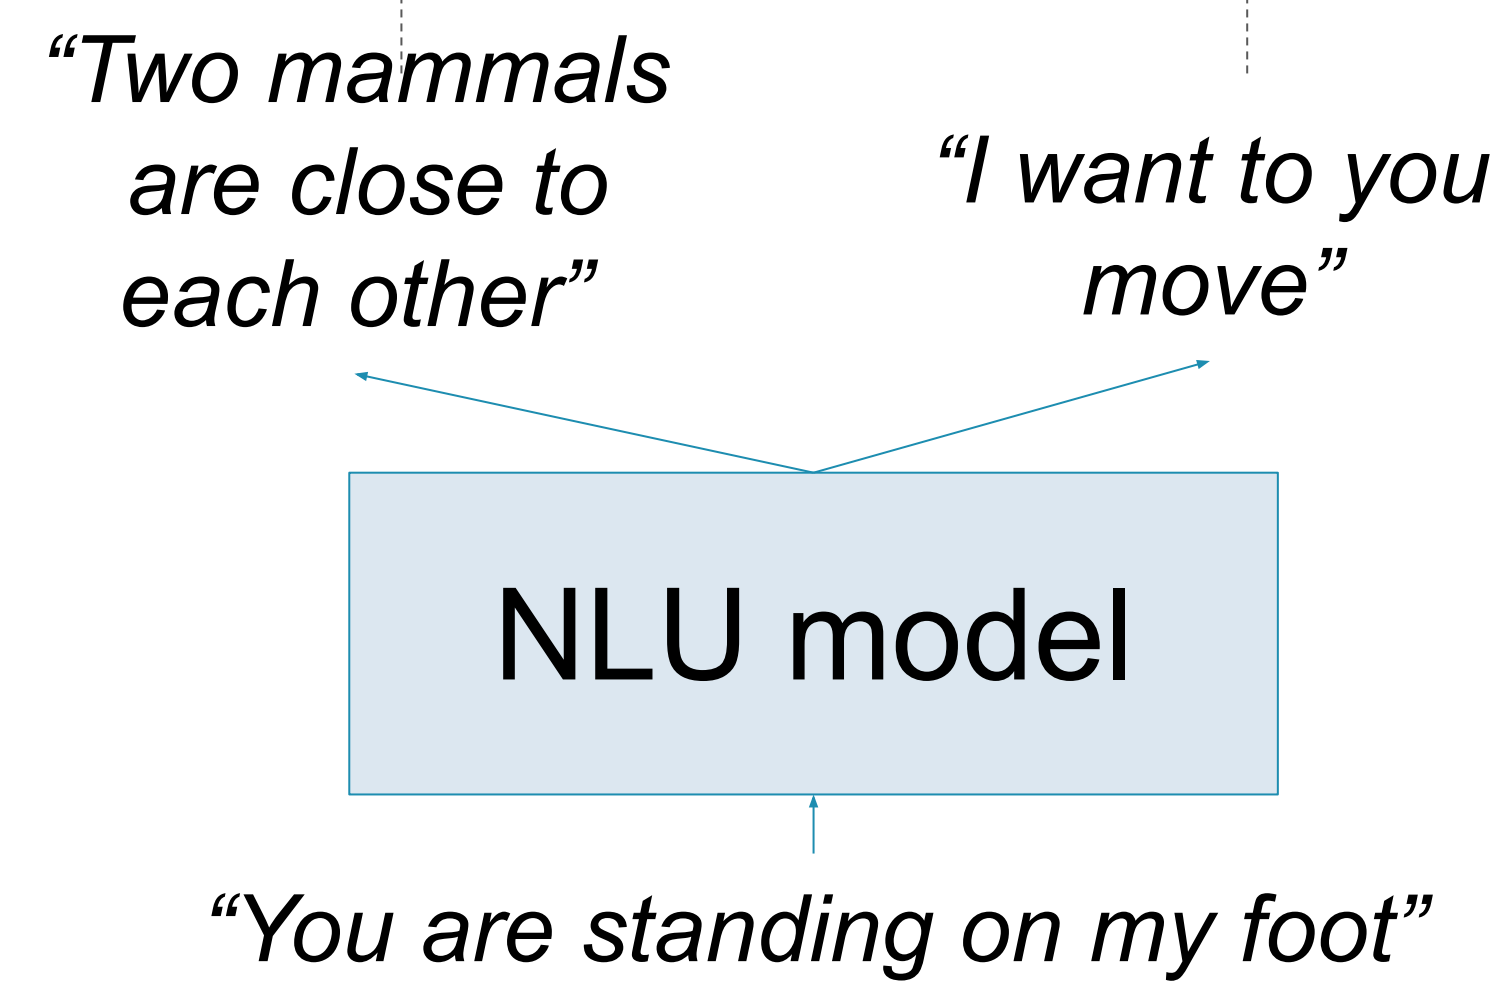 “Two mammals
are close to
each other”
“I want to you
move”
NLU model
“You are standing on my foot”